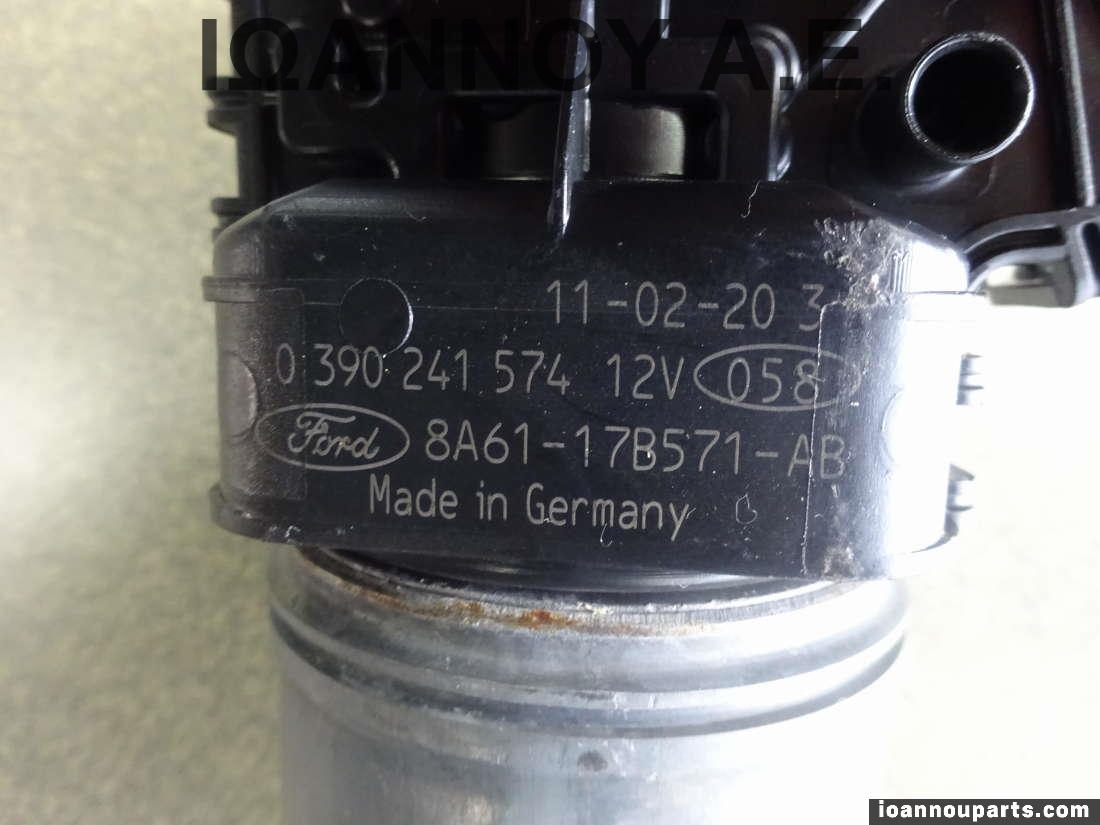 IΩANNOY A.E.
11-02-20 3
0 390 241 574 12V 058
Ford 8A61-17B571-AB
Made in Germany
ioannouparts.com